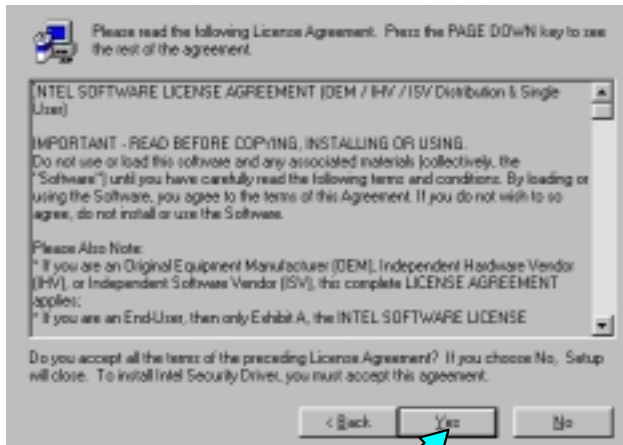 Please read the following License Agreement. Press the PAGE DOWN key to see
the rest of the agreement.
INTEL SOFTWARE LICENSE AGREEMENT (OEM / IHV / ISV Distribution & Single
User)
IMPORTANT - READ BEFORE COPYING, INSTALLING OR USING.
Do not use or load this software and any associated materials (collectively, the
"Software") until you have carefully read the following terms and conditions. By loading or
using the Software, you agree to the terms of this Agreement. If you do not wish to so
agree, do not install or use the Software.
Please Also Note:
* If you are an Original Equipment Manufacturer (OEM), Independent Hardware Vendor
(IHV), or Independent Software Vendor (ISV), this complete LICENSE AGREEMENT
applies;
* If you are an End-User, then only Exhibit A, the INTEL SOFTWARE LICENSE
Do you accept all the terms of the preceding License Agreement? If you choose No, Setup
will close. To install Intel Security Driver, you must accept this agreement.
< Back
Yes
No